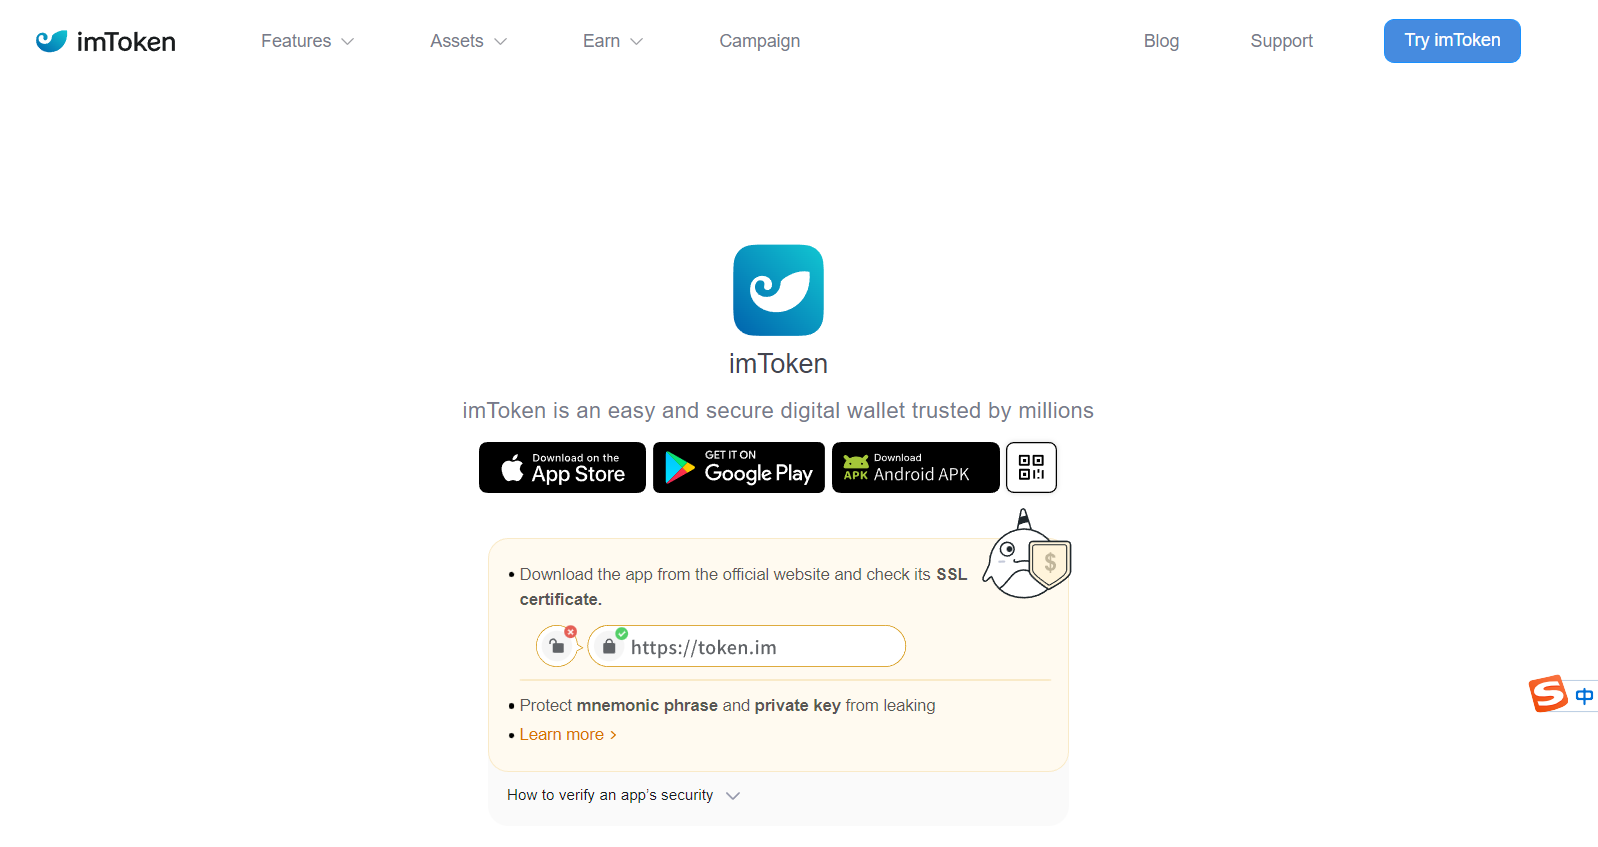 imToken
Features
Assets
Earn
Campaign
Blog
Support
Try imToken
imToken
imToken is an easy and secure digital wallet trusted by millions
Download on the
App Store
GET IT ON
Google Play
APK
Download
Android APK
$
• Download the app from the official website and check its SSL
certificate.
https://token.im
• Protect mnemonic phrase and private key from leaking
• Learn more >
How to verify an app's security
S
中